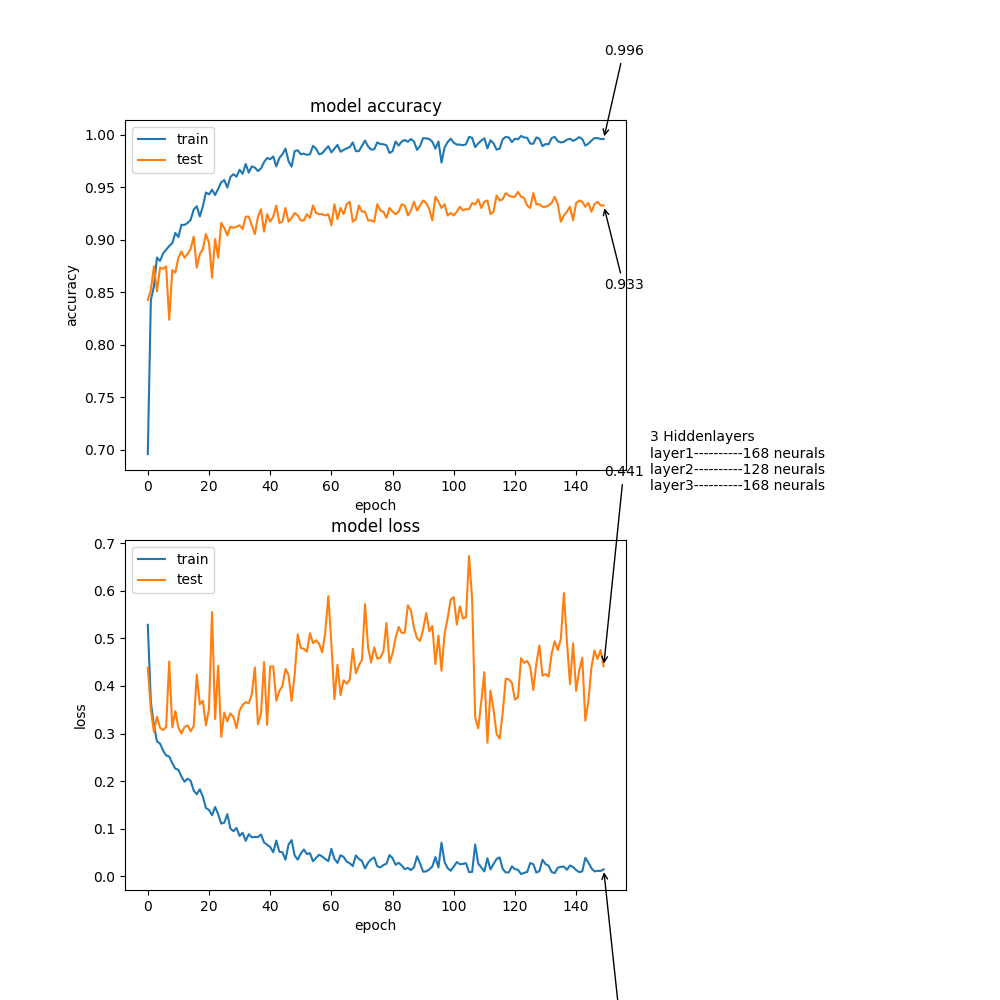 0.996
model accuracy
1.00
0.95
0.90
0.85
0.80
0.75
0.70
accuracy
train
test
0.933
0 20 40 60 80 100 120 140
epoch
3 Hiddenlayers
layer1----------168 neurals
layer2----------128 neurals
layer3----------168 neurals
0.441
model loss
0.7
0.6
0.5
0.4
0.3
0.2
0.1
0.0
loss
train
test
0 20 40 60 80 100 120 140
epoch